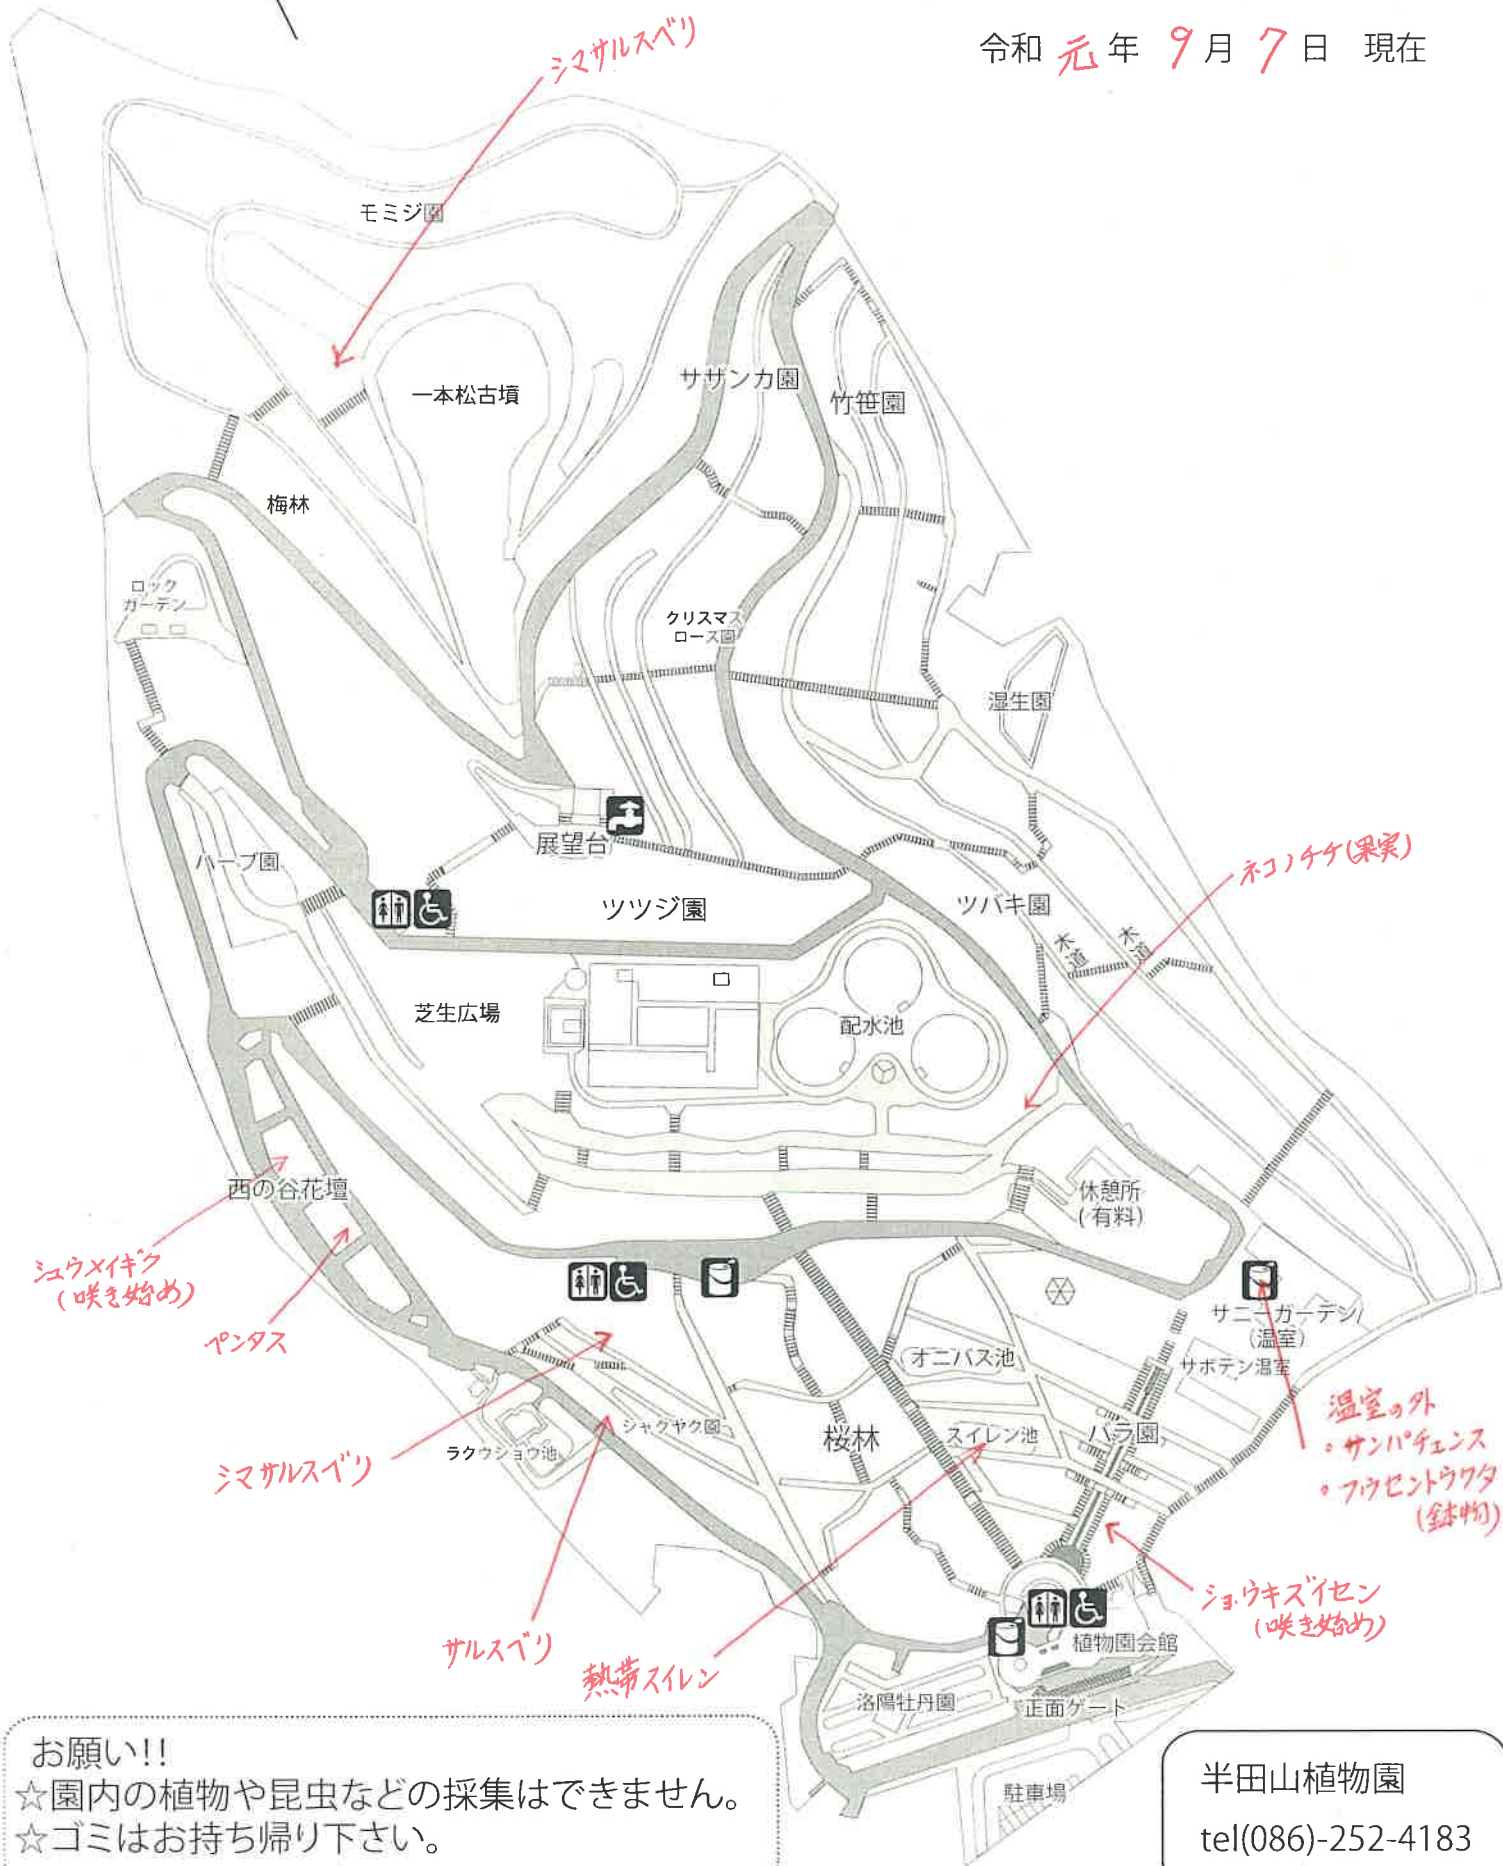 令和 元 年 9 月 7 日 現在
シマサルスベリ
モミジ園
一本松古墳
ササンカ園
竹笹園
梅林
ロック
ガーデン
クリスマス
ローズ園
湿生園
展望台
ハーブ園
ツツジ園
ツバキ園
ネコノチチ(果実)
木道
木道
芝生広場
配水池
西の谷花壇
休憩所
(有料)
シュウメイギク
(咲き始め)
ペンタス
サニーガーデン
(温室)
オニバス池
サボテン温室
シャクヤク園
桜林
スイレン池
バラ園
ラクウショウ池
シマサルスベリ
温室の外
・サンパチェンス
・フウセントウワタ
(鉢物)
ショウキズイセン
(咲き始め)
サルスベリ
熱帯スイレン
植物園会館
洛陽牡丹園
正面ゲート
駐車場
お願い!!
☆園内の植物や昆虫などの採集はできません。
☆ゴミはお持ち帰り下さい。
半田山植物園
tel(086)-252-4183